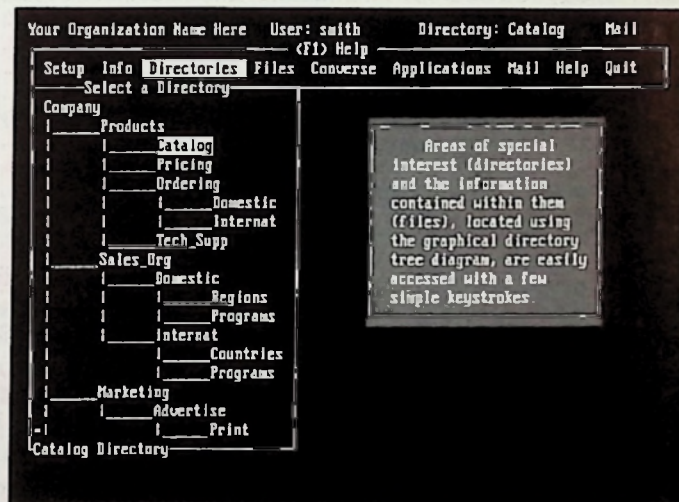 Your Organization Name Here User: smith Directory: Catalog Mail
(F1) Help
Setup Info Directories Files Converse Applications Mail Help Quit
Select a Directory
Company
Products
Catalog
Pricing
Ordering
Domestic
Internat
Tech_Supp
Sales_Org
Domestic
Regions
Programs
Internat
Countries
Programs
Marketing
Advertise
Print
Catalog Directory
Areas of special
interest (directories)
and the information
contained within them
(files), located using
the graphical directory
tree diagram, are easily
accessed with a few
simple keystrokes.